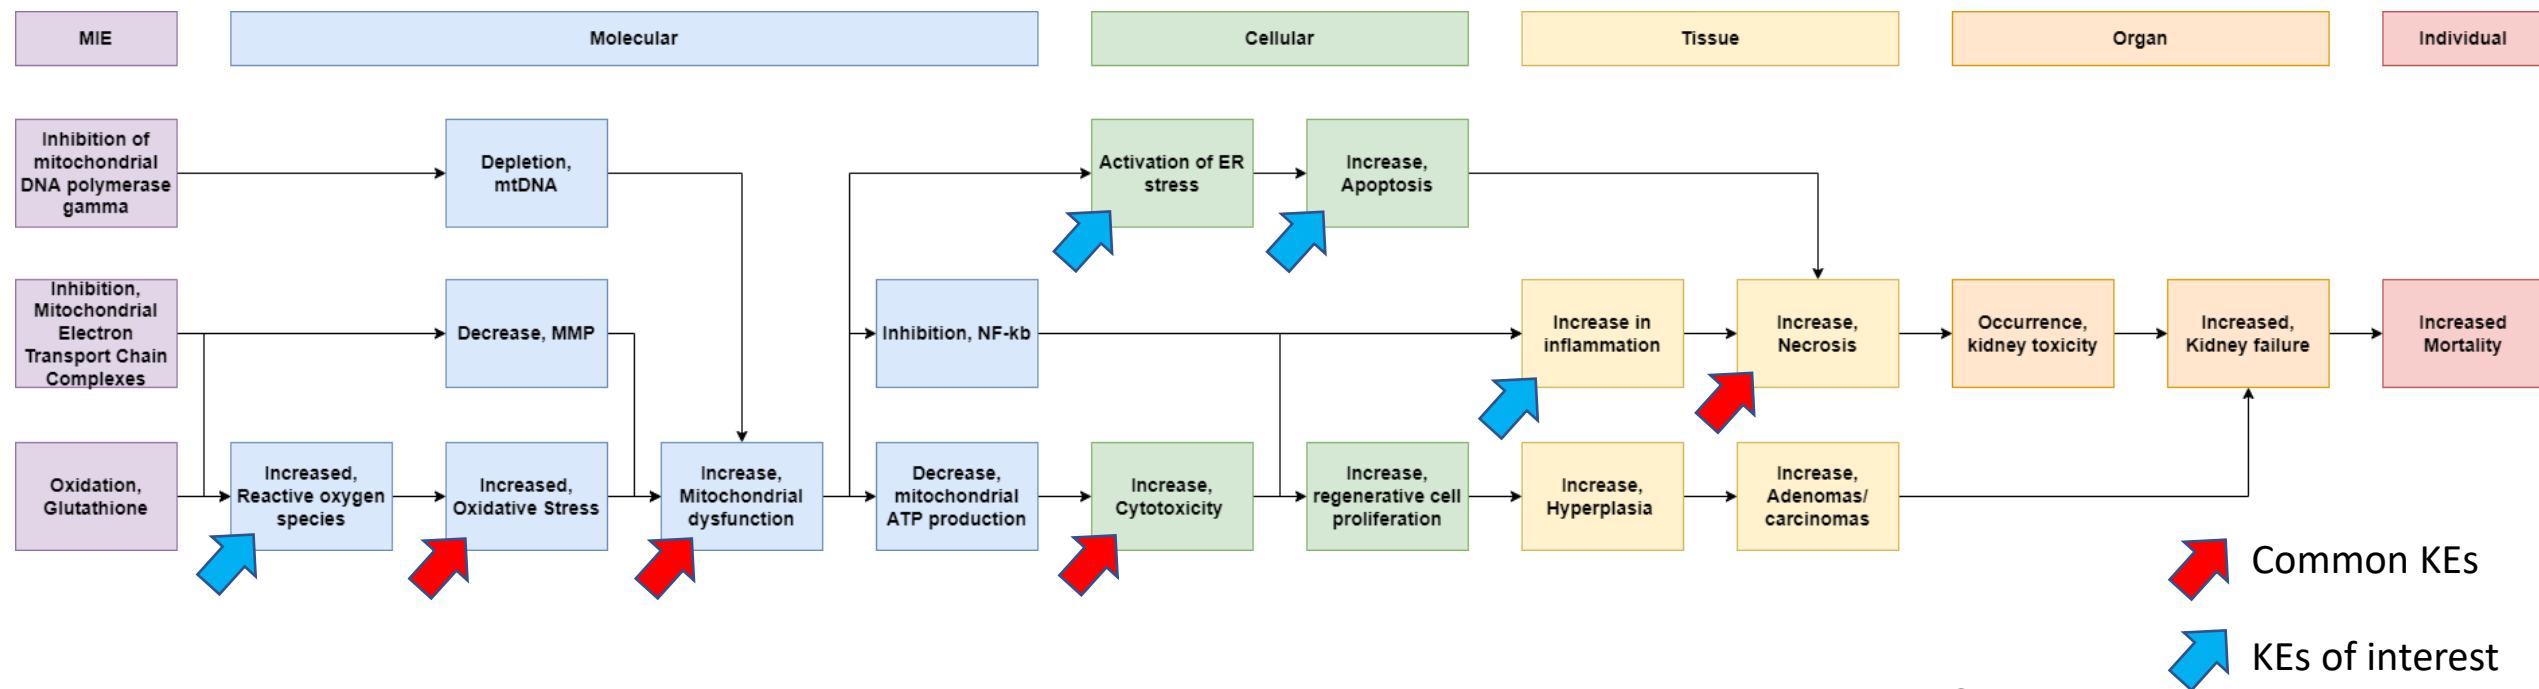 MIE
Molecular
Cellular
Tissue
Organ
Individual
Inhibition of
mitochondrial
DNA polymerase
gamma
Depletion,
mtDNA
Activation of ER
stress
Increase,
Apoptosis
Inhibition,
Mitochondrial
Electron
Transport Chain
Complexes
Decrease, MMP
Inhibition, NF-kb
Increase in
inflammation
Increase,
Necrosis
Occurrence,
kidney toxicity
Increased,
Kidney failure
Increased
Mortality
Oxidation,
Glutathione
Increased,
Reactive oxygen
species
Increased,
Oxidative Stress
Increase,
Mitochondrial
dysfunction
Decrease,
mitochondrial
ATP production
Increase,
Cytotoxicity
Increase,
regenerative cell
proliferation
Increase,
Hyperplasia
Increase,
Adenomas/
carcinomas
Common KEs
KEs of interest